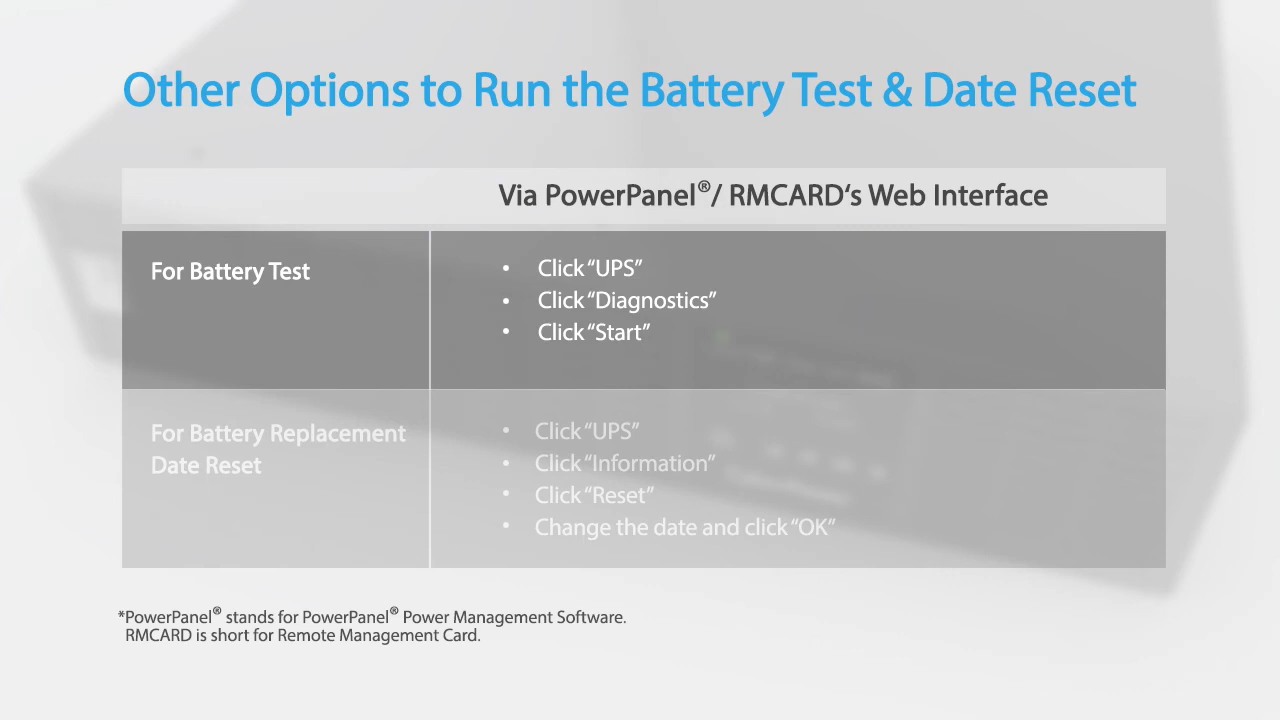 Other Options to Run the Battery Test & Date Reset
Via PowerPanel®/ RMCARD‘s Web Interface
For Battery Test
• Click “UPS”
• Click “Diagnostics”
• Click “Start”
For Battery Replacement
Date Reset
• Click “UPS”
• Click “Information”
• Click “Reset”
• Change the date and click “OK”
*PowerPanel® stands for PowerPanel® Power Management Software.
RMCARD is short for Remote Management Card.